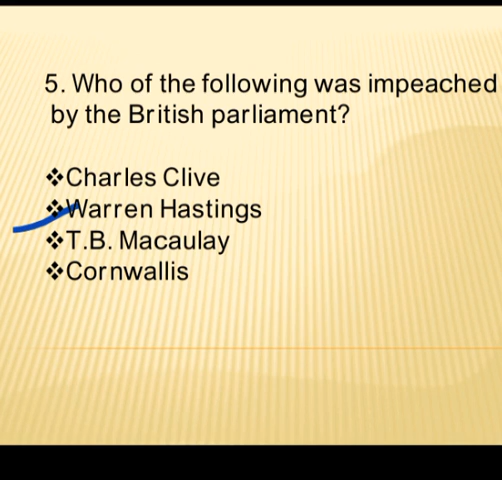 5. Who of the following was impeached
by the British parliament?
❖Charles Clive
❖Warren Hastings
❖T.B. Macaulay
❖Cornwallis